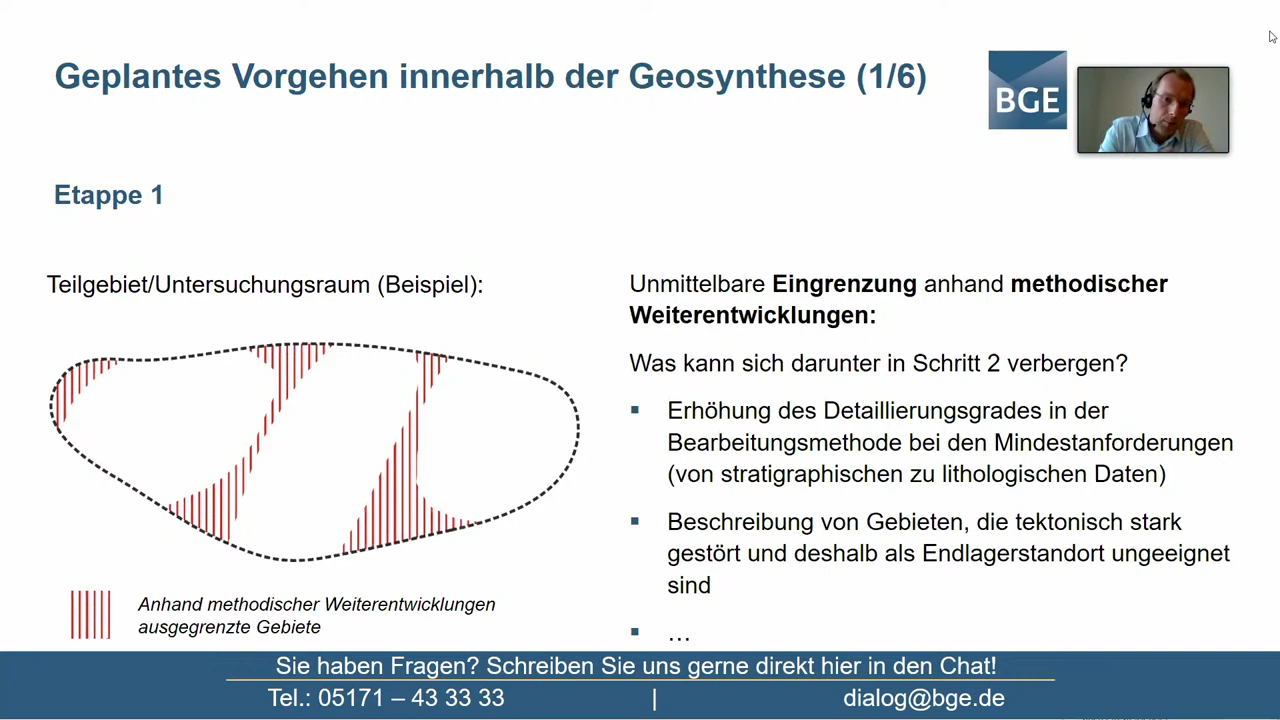 Geplantes Vorgehen innerhalb der Geosynthese (1/6)
BGE
Etappe 1
Teilgebiet/Untersuchungsraum (Beispiel):
Anhand methodischer Weiterentwicklungen
ausgegrenzte Gebiete
Unmittelbare Eingrenzung anhand methodischer
Weiterentwicklungen:
Was kann sich darunter in Schritt 2 verbergen?
▪ Erhöhung des Detaillierungsgrades in der
Bearbeitungsmethode bei den Mindestanforderungen
(von stratigraphischen zu lithologischen Daten)
▪ Beschreibung von Gebieten, die tektonisch stark
gestört und deshalb als Endlagerstandort ungeeignet
sind
▪ …
Sie haben Fragen? Schreiben Sie uns gerne direkt hier in den Chat!
Tel.: 05171 – 43 33 33 | dialog@bge.de